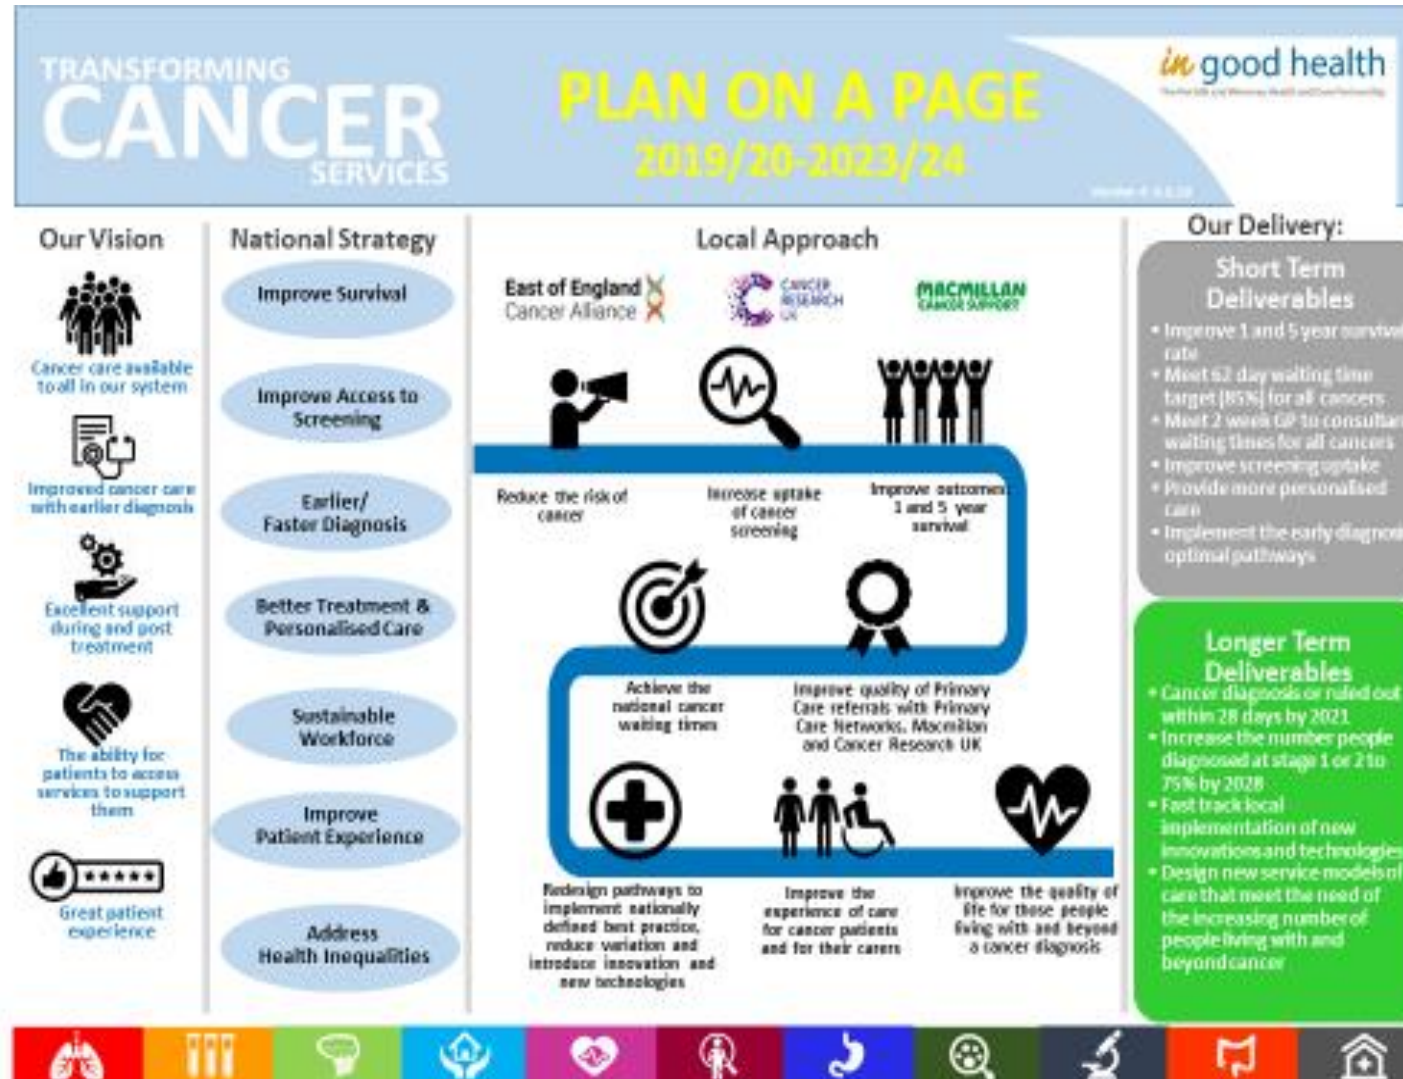 TRANSFORMING
CANCER
SERVICES
PLAN ON A PAGE
2019/20-2023/24
in good health
Our Vision
Cancer care available
to all in our system
Improved cancer care
with earlier diagnosis
Excellent support
during and post
treatment
The ability for
patients to access
services to support
them
Great patient
experience
National Strategy
Improve Survival
Improve Access to
Screening
Earlier/
Faster Diagnosis
Better Treatment &
Personalised Care
Sustainable
Workforce
Improve
Patient Experience
Address
Health Inequalities
Local Approach
East of England
Cancer Alliance
CANCER
RESEARCH
UK
MACMILLAN
CANCER SUPPORT
Reduce the risk of
cancer
Increase uptake
of cancer
screening
Improve outcomes
1 and 5 year
survival
Achieve the
national cancer
waiting times
Improve quality of Primary
Care referrals with Primary
Care Networks, Macmillan
and Cancer Research UK
Redesign pathways to
implement nationally
defined best practice,
reduce variation and
introduce innovation and
new technologies
Improve the
experience of care
for cancer patients
and for their carers
Improve the quality of
life for those people
living with and beyond
a cancer diagnosis
Our Delivery:
Short Term
Deliverables
• Improve 1 and 5 year survival
rate
• Meet 62 day waiting time
target (85%) for all cancers
• Meet 2 week GP to consultan
waiting times for all cancers
• Improve screening uptake
• Provide more personalised
care
• Implement the early diagnos
optimal pathways
Longer Term
Deliverables
• Cancer diagnosis or ruled out
within 28 days by 2021
• Increase the number people
diagnosed at stage 1 or 2 to
75% by 2028
• Fast track local
implementation of new
innovations and technologies
• Design new service models of
care that meet the need of
the increasing number of
people living with and
beyond cancer